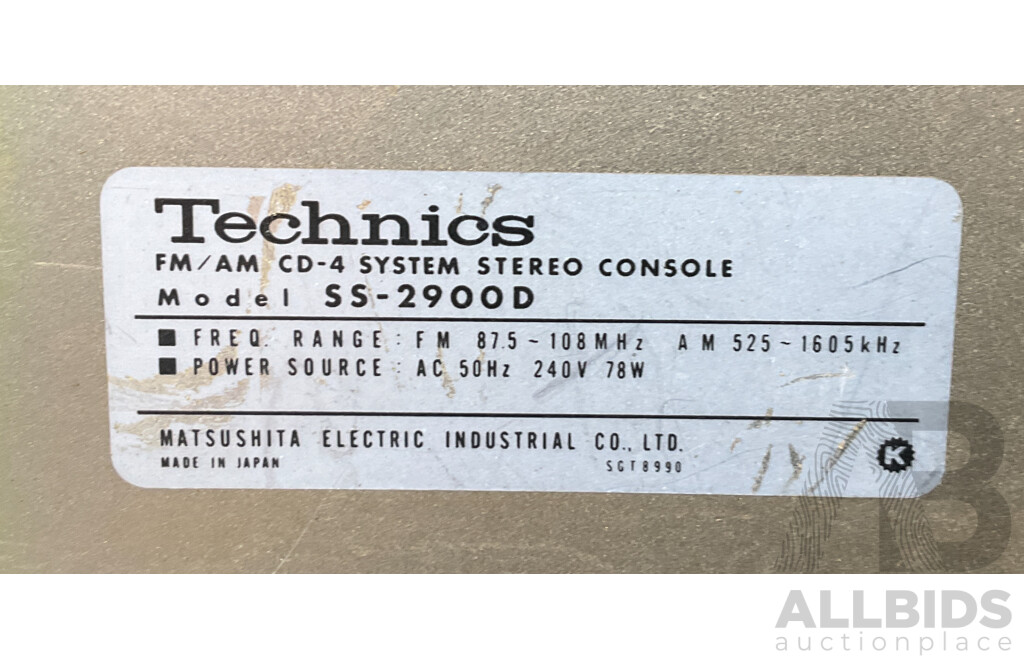 Technics
FM/AM CD-4 SYSTEM STEREO CONSOLE
Model SS-2900D
■ FREQ. RANGE: FM 87.5~108MHz AM 525~1605kHz
■ POWER SOURCE: AC 50Hz 240V 78W
MATSUSHITA ELECTRIC INDUSTRIAL CO., LTD.
MADE IN JAPAN SGT8990
K
AB
ALLBIDS
auctionplace